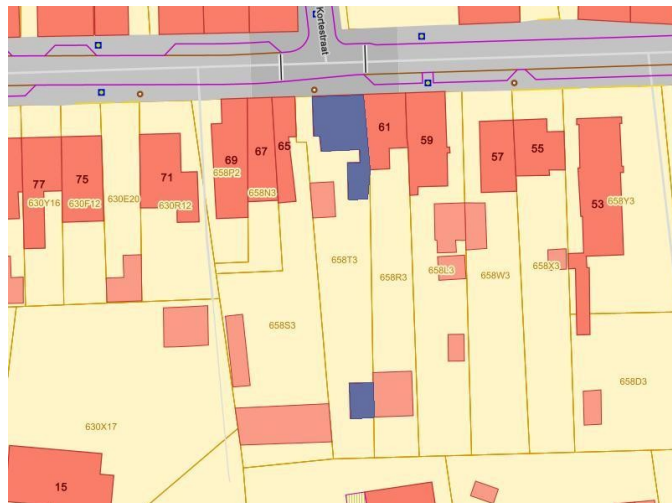 Kortestraat
77
75
71
69
67
65
61
59
57
55
53
630Y16
630F12
630E20
630R12
658P2
658N3
658T3
658R3
658L3
658W3
658X3
658Y3
658S3
658D3
630X17
15